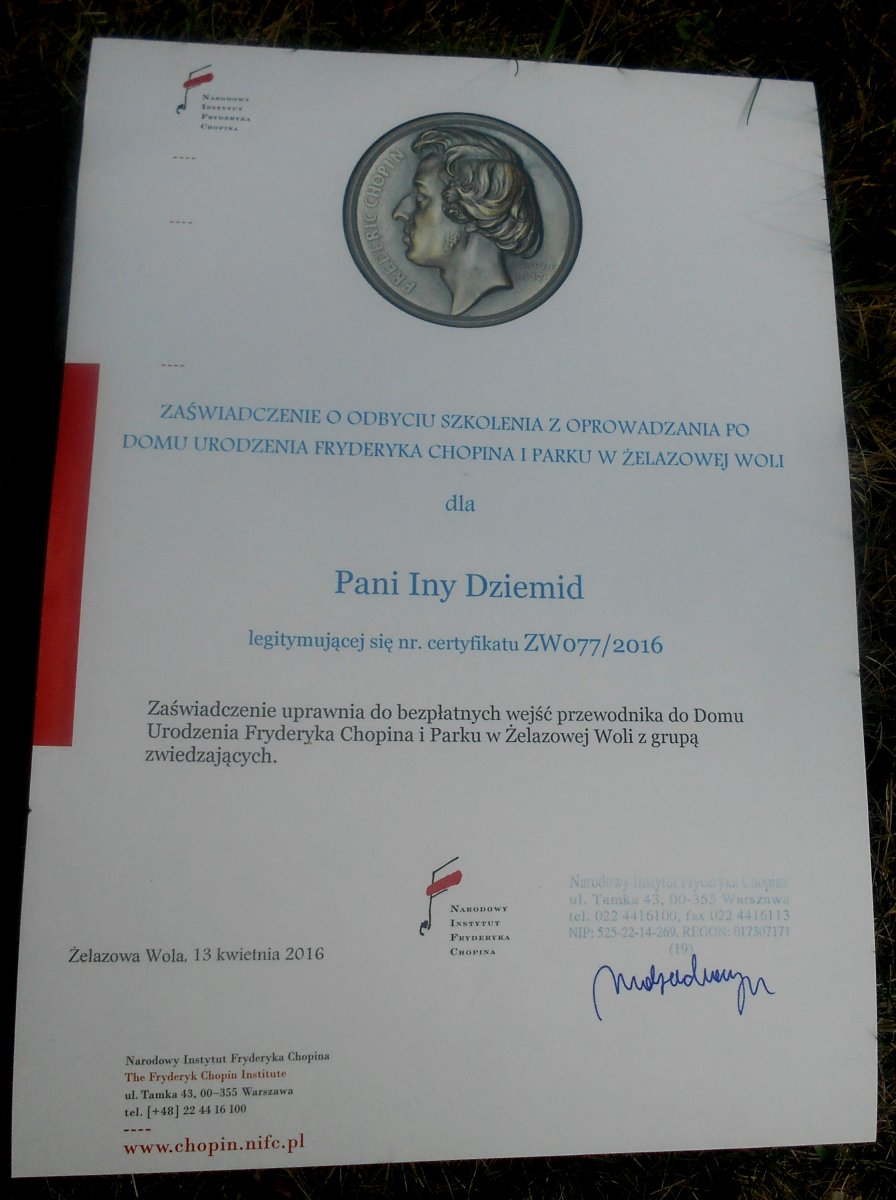 Narodowy
Instytut
Fryderyka
Chopina
FREDERIC CHOPIN
ZAŚWIADCZENIE O ODBYCIU SZKOLENIA Z OPROWADZANIA PO
DOMU URODZENIA FRYDERYKA CHOPINA I PARKU W ŻELAZOWEJ WOLI
dla
Pani Iny Dziemid
legitymującej się nr. certyfikatu ZW077/2016
Zaświadczenie uprawnia do bezpłatnych wejść przewodnika do Domu
Urodzenia Fryderyka Chopina i Parku w Żelazowej Woli z grupą
zwiedzających.
Narodowy
Instytut
Fryderyka
Chopina
Narodowy Instytut Fryderyka Chopina
ul. Tamka 43, 00-355 Warszawa
tel. 022 4416100, fax 022 4416113
NIP: 525-22-14-269, REGON: 017307171
(19)
Żelazowa Wola, 13 kwietnia 2016
Narodowy Instytut Fryderyka Chopina
The Fryderyk Chopin Institute
ul. Tamka 43, 00–355 Warszawa
tel. [+48] 22 44 16 100
www.chopin.nifc.pl